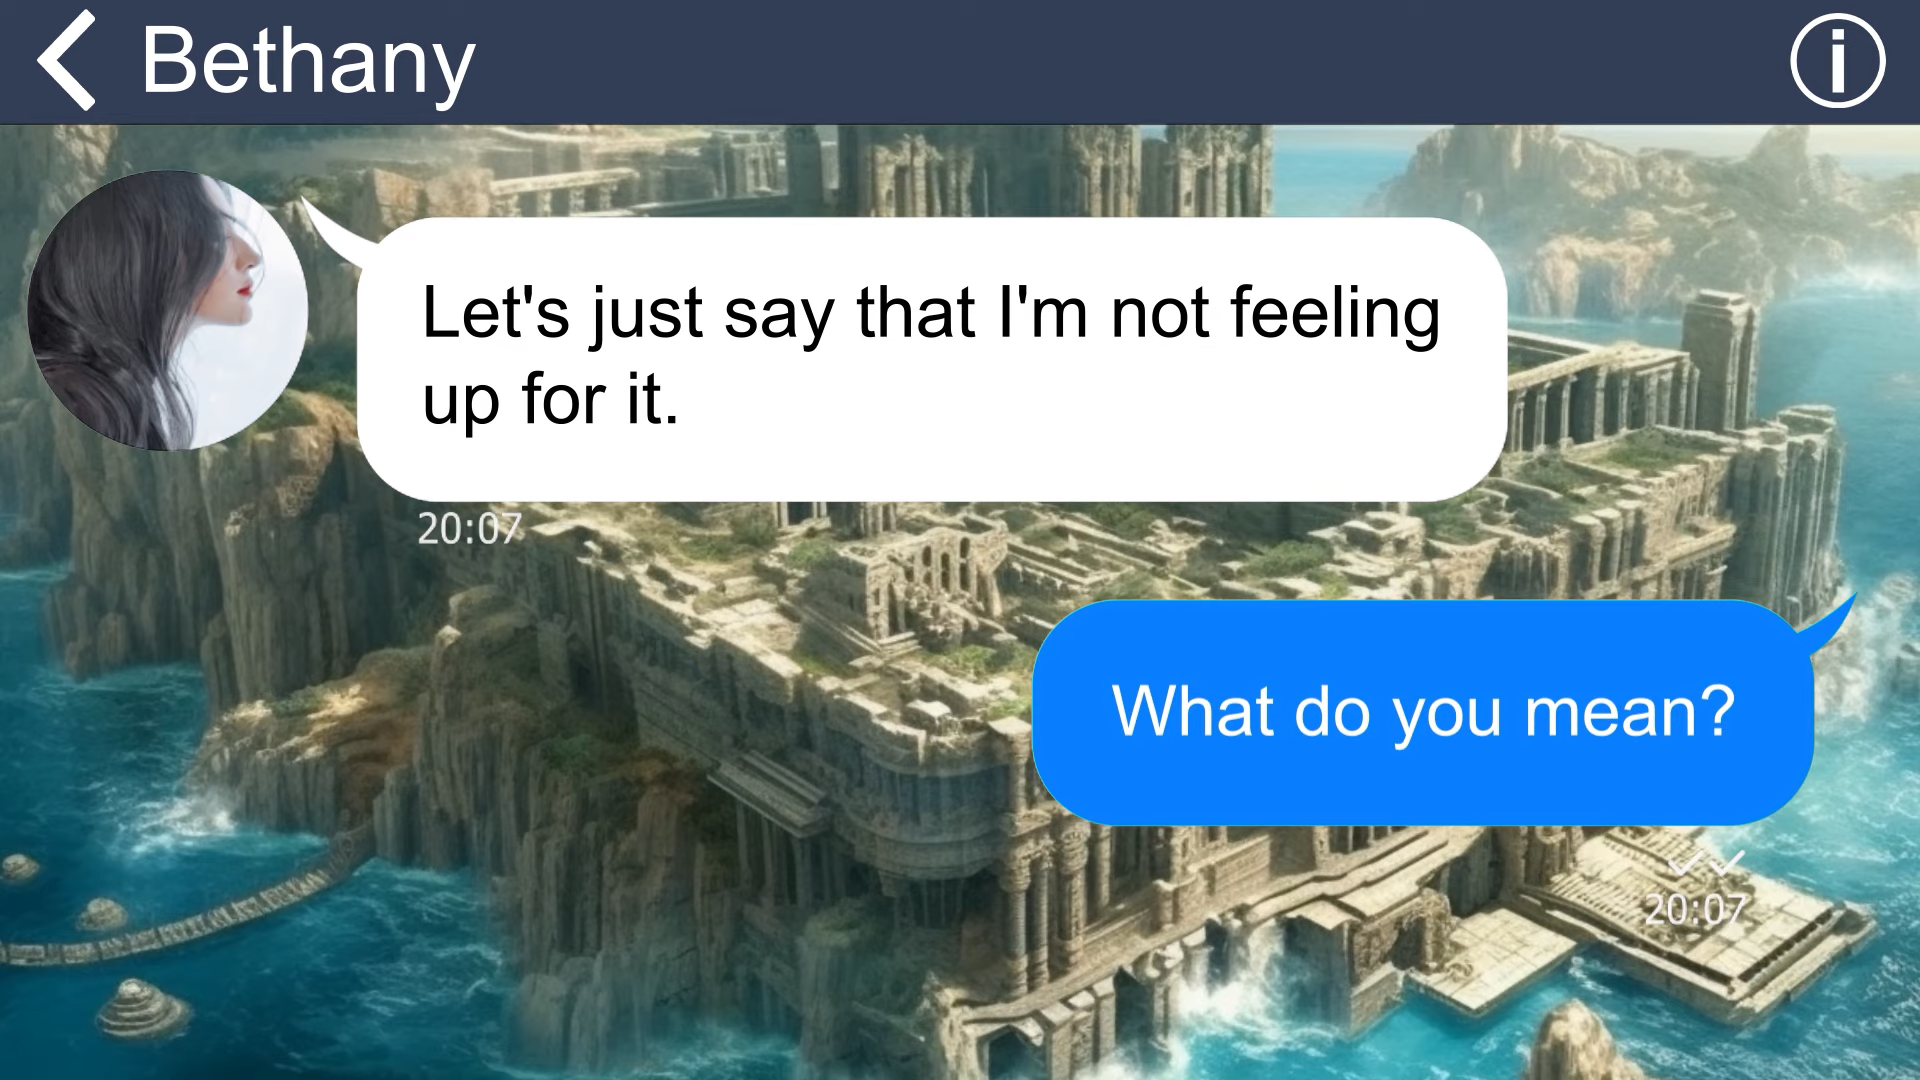 Bethany
Let's just say that I'm not feeling
up for it.
20:07
What do you mean?
20:07